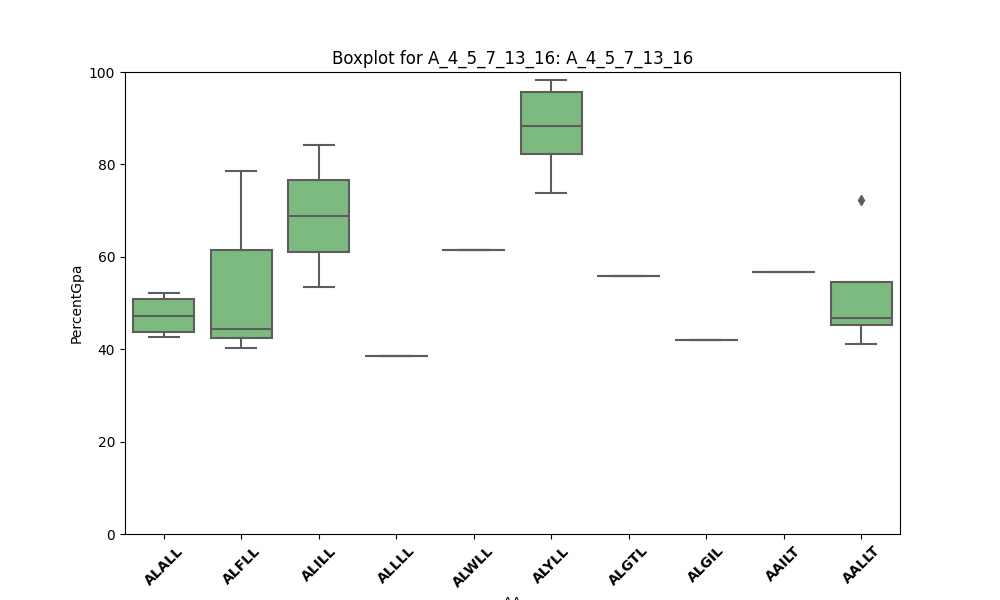 Boxplot for A_4_5_7_13_16: A_4_5_7_13_16
PercentGpa
100
80
60
40
20
0
ALALL
ALFLL
ALILL
ALLLL
ALWLL
ALYLL
ALGTL
ALGIL
AAILT
AALLT